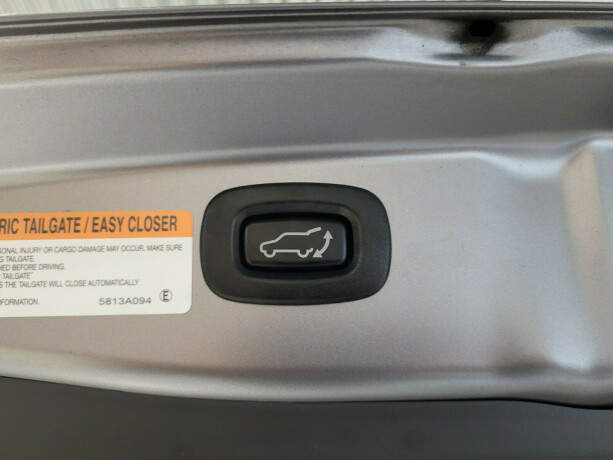 RIC TAILGATE / EASY CLOSER
SONAL INJURY OR CARGO DAMAGE MAY OCCUR. MAKE SURE
G TAILGATE.
HED BEFORE DRIVING.
TAILGATE"
S THE TAILGATE WILL CLOSE AUTOMATICALLY
NFORMATION. 5813A094 E